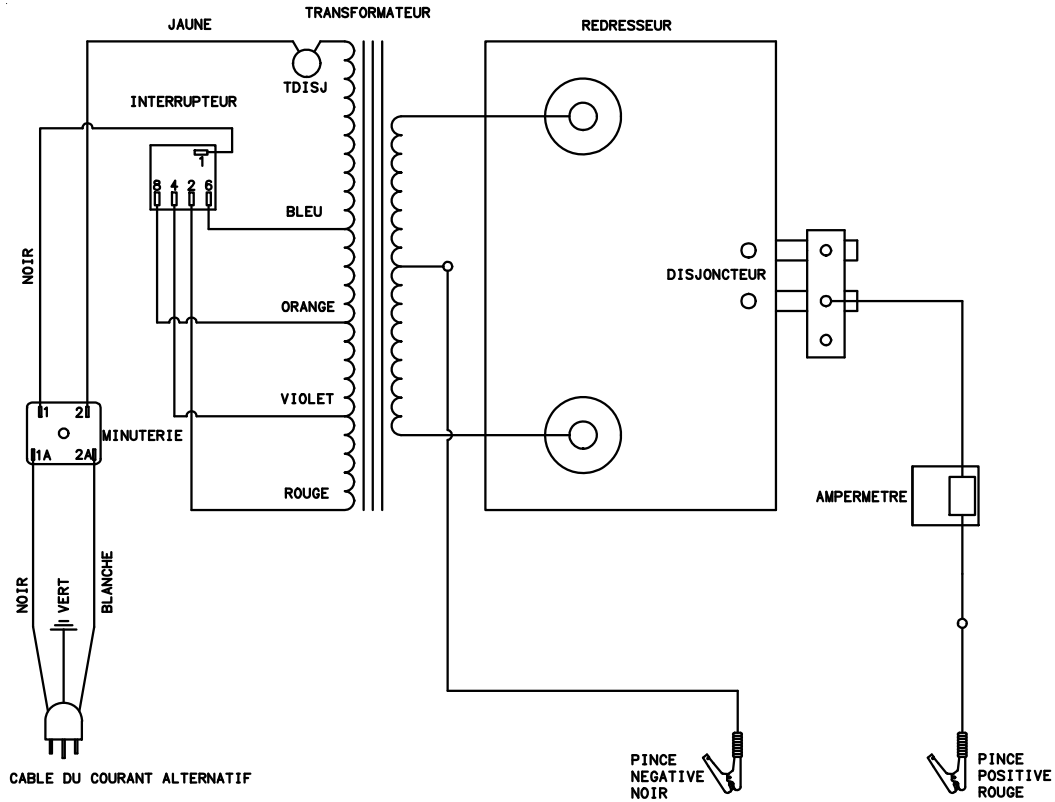 TRANSFORMATEUR
JAUNE
REDRESSEUR
TDISJ
INTERRUPTEUR
1
8 4 2 6
BLEU
NOIR
DISJONCTEUR
ORANGE
VIOLET
1 2
MINUTERIE
1A 2A
ROUGE
AMPERMETRE
NOIR
VERT
BLANCHE
CABLE DU COURANT ALTERNATIF
PINCE
NEGATIVE
NOIR
PINCE
POSITIVE
ROUGE